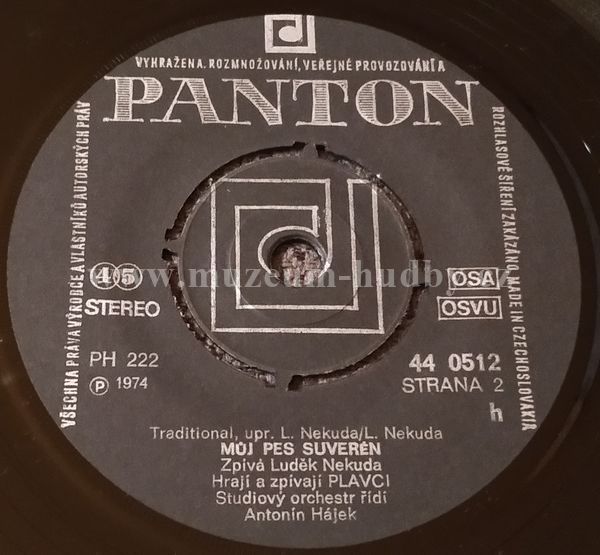 VŠECHNA PRÁVA VÝROBCE A VLASTNÍKŮ AUTORSKÝCH PRÁV
VYHRAŽENA. ROZMNOŽOVÁNÍ, VEŘEJNÉ PROVOZOVÁNÍ A
ROZHLASOVÉ ŠÍŘENÍ ZAKÁZÁNO. MADE IN CZECHOSLOVAKIA
PANTON
www.muzeum-hudby.cz
45
STEREO
OSA
OSVU
PH 222
Ⓟ 1974
44 0512
STRANA 2
h
Traditional, upr. L. Nekuda/L. Nekuda
MŮJ PES SUVERÉN
Zpívá Luděk Nekuda
Hrají a zpívají PLAVCI
Studiový orchestr řídí
Antonín Hájek